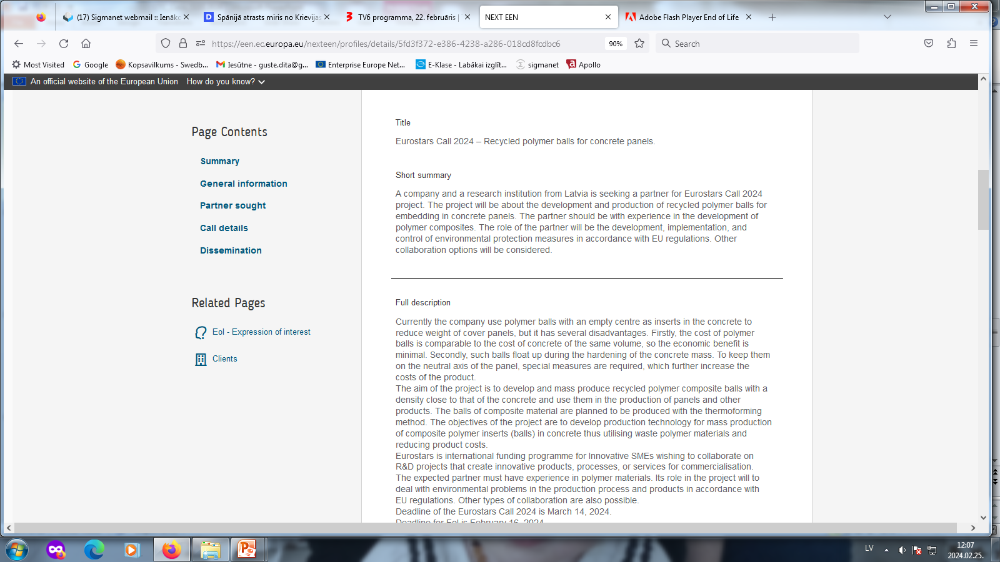 (17) Sigmanet webmail :: Ienāko
Spānijā atrasts miris no Krievijas
TV6 programma, 22. februāris |
NEXT EEN
Adobe Flash Player End of Life
https://een.ec.europa.eu/nexteen/profiles/details/5fd3f372-e386-4238-a286-018cd8fcdbc6
90%
Search
Most Visited
Google
Kopsavilkums - Swedb...
Iesūtne - guste.dita@g...
Enterprise Europe Net...
E-Klase - Labākai izglīt...
sigmanet
Apollo
An official website of the European Union How do you know?
Page Contents
Summary
General information
Partner sought
Call details
Dissemination
Related Pages
EoI - Expression of interest
Clients
Title
Eurostars Call 2024 – Recycled polymer balls for concrete panels.
Short summary
A company and a research institution from Latvia is seeking a partner for Eurostars Call 2024
project. The project will be about the development and production of recycled polymer balls for
embedding in concrete panels. The partner should be with experience in the development of
polymer composites. The role of the partner will be the development, implementation, and
control of environmental protection measures in accordance with EU regulations. Other
collaboration options will be considered.
Full description
Currently the company use polymer balls with an empty centre as inserts in the concrete to
reduce weight of cover panels, but it has several disadvantages. Firstly, the cost of polymer
balls is comparable to the cost of concrete of the same volume, so the economic benefit is
minimal. Secondly, such balls float up during the hardening of the concrete mass. To keep them
on the neutral axis of the panel, special measures are required, which further increase the
costs of the product.
The aim of the project is to develop and mass produce recycled polymer composite balls with a
density close to that of the concrete and use them in the production of panels and other
products. The balls of composite material are planned to be produced with the thermoforming
method. The objectives of the project are to develop production technology for mass production
of composite polymer inserts (balls) in concrete thus utilising waste polymer materials and
reducing product costs.
Eurostars is international funding programme for Innovative SMEs wishing to collaborate on
R&D projects that create innovative products, processes, or services for commercialisation.
The expected partner must have experience in polymer materials. Its role in the project will to
deal with environmental problems in the production process and products in accordance with
EU regulations. Other types of collaboration are also possible.
Deadline of the Eurostars Call 2024 is March 14, 2024.
Deadline for EoI is February 16, 2024
LV
12:07
2024.02.25.